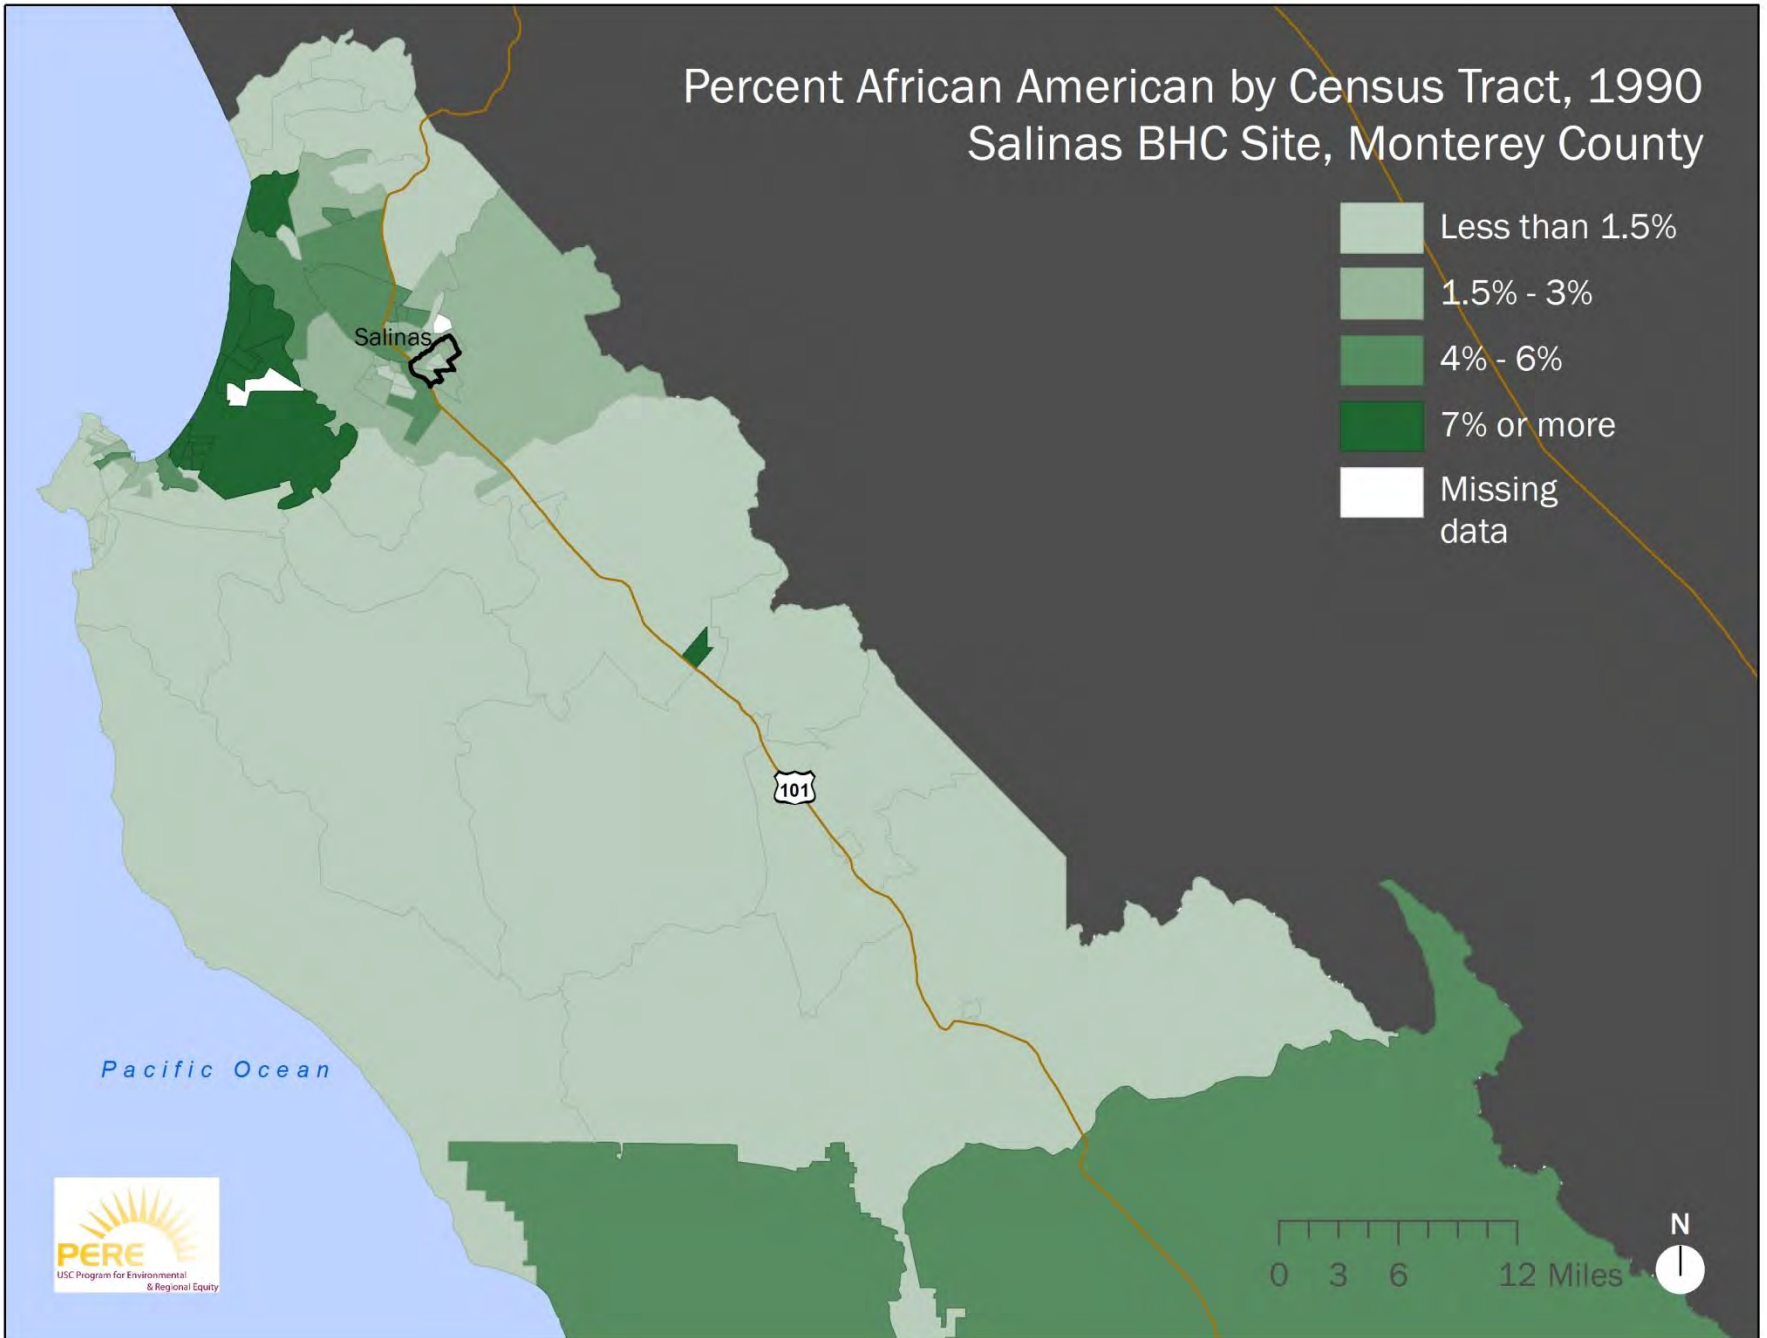 Percent African American by Census Tract, 1990
Salinas BHC Site, Monterey County
Less than 1.5%
1.5% - 3%
4% - 6%
7% or more
Missing
data
Salinas
101
Pacific Ocean
PERE
USC Program for Environmental
& Regional Equity
N
0 3 6 12 Miles